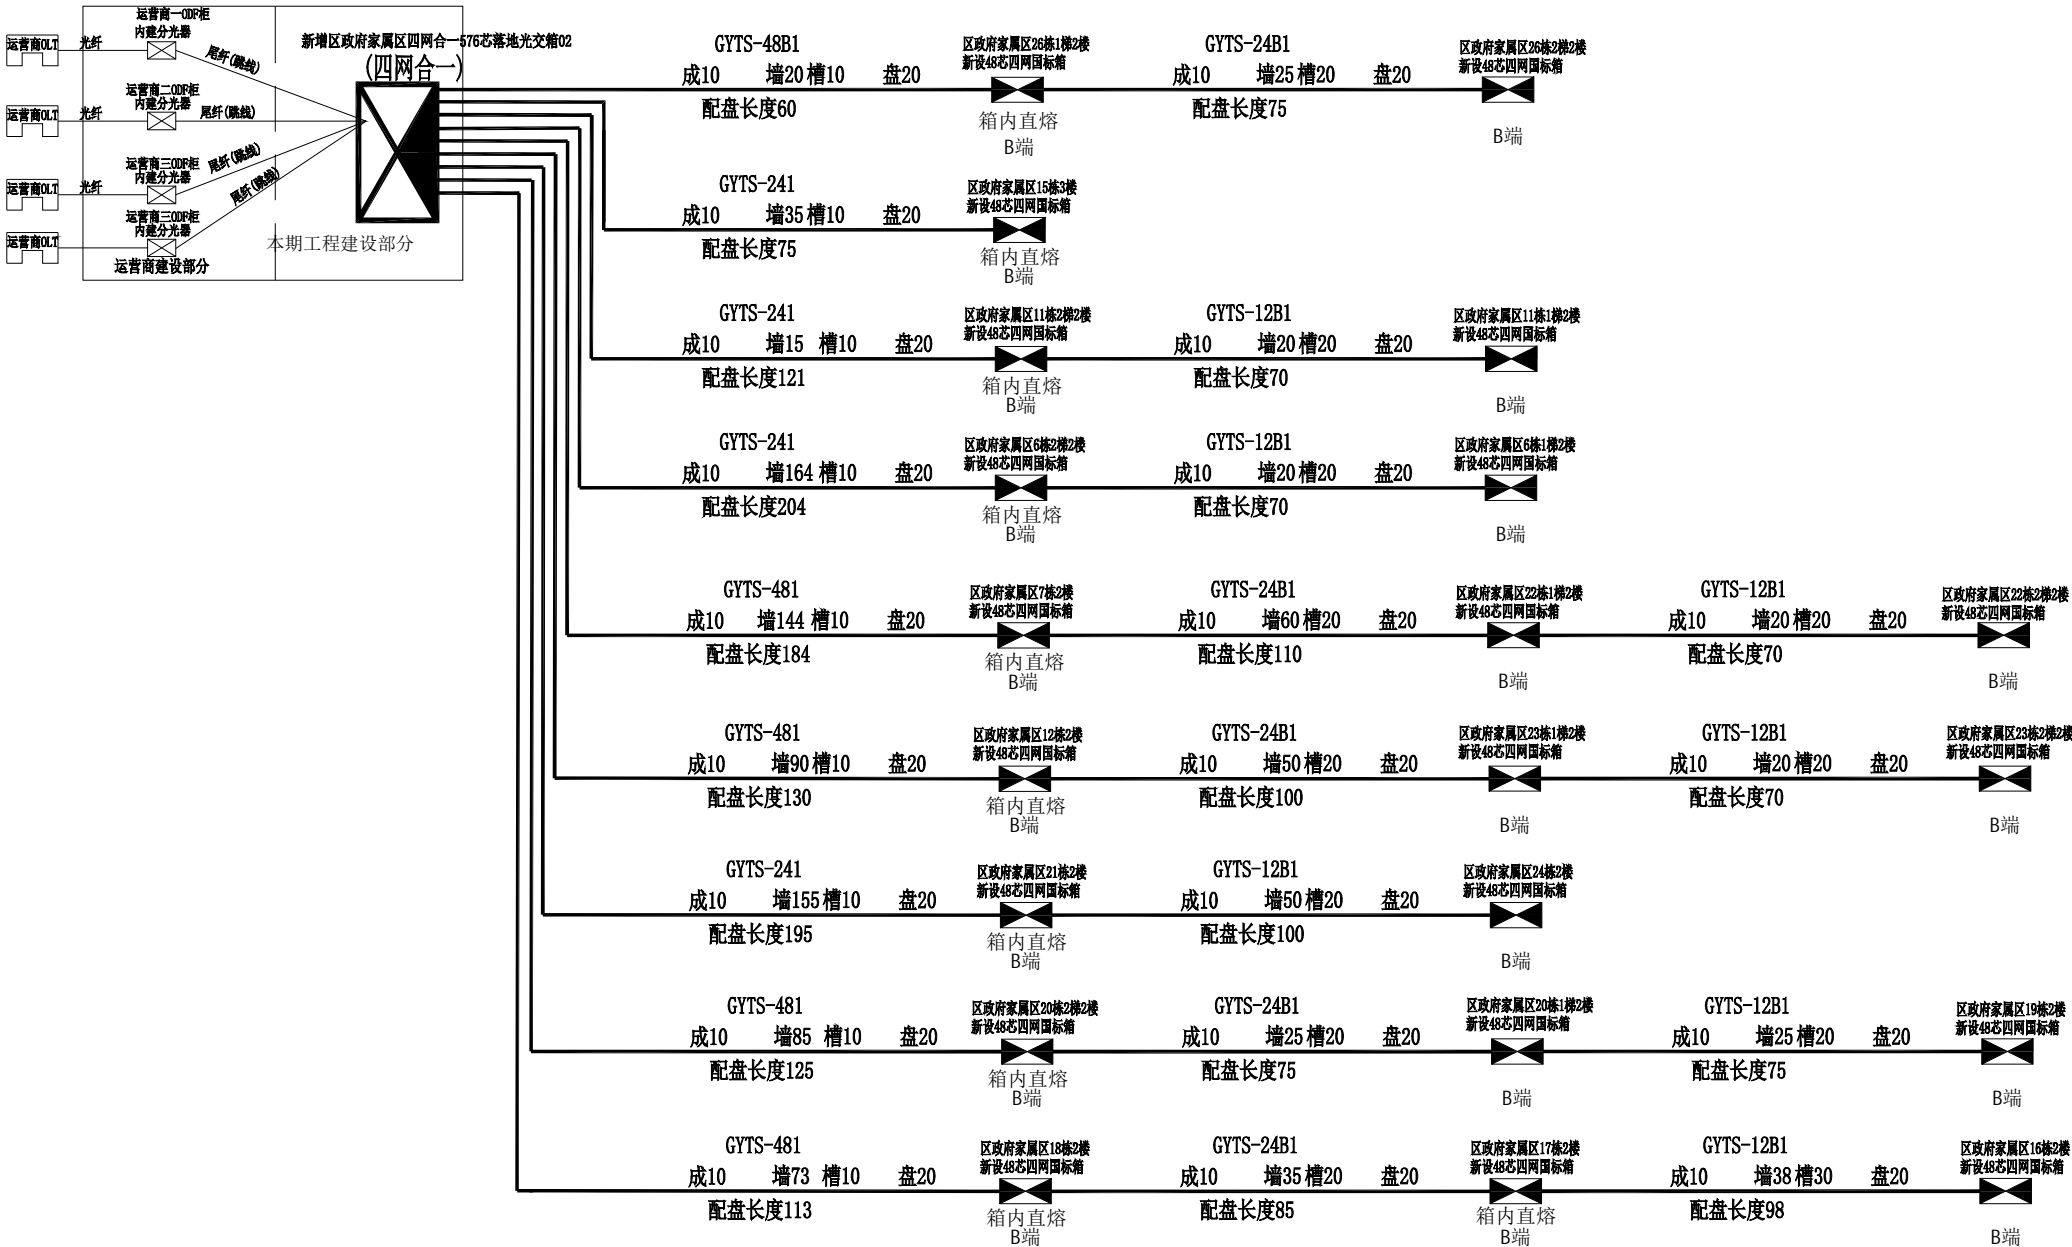 运营商一ODF柜
内建分光器
运营商OLT
光纤
尾纤(跳线)
运营商二ODF柜
内建分光器
运营商OLT
光纤
尾纤(跳线)
运营商三ODF柜
内建分光器
运营商OLT
光纤
尾纤(跳线)
运营商三ODF柜
内建分光器
运营商OLT
尾纤(跳线)
运营商建设部分
本期工程建设部分
新增区政府家属区四网合一576芯落地光交箱02
(四网合一)
GYTS-48B1
成10 墙20 槽10 盘20
配盘长度60
区政府家属区26栋1梯2楼
新设48芯四网国标箱
箱内直熔
B端
GYTS-24B1
成10 墙25 槽20 盘20
配盘长度75
区政府家属区26栋2梯2楼
新设48芯四网国标箱
B端
GYTS-241
成10 墙35 槽10 盘20
配盘长度75
区政府家属区15栋3楼
新设48芯四网国标箱
箱内直熔
B端
GYTS-241
成10 墙15 槽10 盘20
配盘长度121
区政府家属区11栋2梯2楼
新设48芯四网国标箱
箱内直熔
B端
GYTS-12B1
成10 墙20 槽20 盘20
配盘长度70
区政府家属区11栋1梯2楼
新设48芯四网国标箱
B端
GYTS-241
成10 墙164 槽10 盘20
配盘长度204
区政府家属区6栋2梯2楼
新设48芯四网国标箱
箱内直熔
B端
GYTS-12B1
成10 墙20 槽20 盘20
配盘长度70
区政府家属区6栋1梯2楼
新设48芯四网国标箱
B端
GYTS-481
成10 墙144 槽10 盘20
配盘长度184
区政府家属区7栋2楼
新设48芯四网国标箱
箱内直熔
B端
GYTS-24B1
成10 墙60 槽20 盘20
配盘长度110
区政府家属区22栋1梯2楼
新设48芯四网国标箱
B端
GYTS-12B1
成10 墙20 槽20 盘20
配盘长度70
区政府家属区22栋2梯2楼
新设48芯四网国标箱
B端
GYTS-481
成10 墙90 槽10 盘20
配盘长度130
区政府家属区12栋2楼
新设48芯四网国标箱
箱内直熔
B端
GYTS-24B1
成10 墙50 槽20 盘20
配盘长度100
区政府家属区23栋1梯2楼
新设48芯四网国标箱
B端
GYTS-12B1
成10 墙20 槽20 盘20
配盘长度70
区政府家属区23栋2梯2楼
新设48芯四网国标箱
B端
GYTS-241
成10 墙155 槽10 盘20
配盘长度195
区政府家属区21栋2楼
新设48芯四网国标箱
箱内直熔
B端
GYTS-12B1
成10 墙50 槽20 盘20
配盘长度100
区政府家属区24栋2楼
新设48芯四网国标箱
B端
GYTS-481
成10 墙85 槽10 盘20
配盘长度125
区政府家属区20栋2梯2楼
新设48芯四网国标箱
箱内直熔
B端
GYTS-24B1
成10 墙25 槽20 盘20
配盘长度75
区政府家属区20栋1梯2楼
新设48芯四网国标箱
B端
GYTS-12B1
成10 墙25 槽20 盘20
配盘长度75
区政府家属区19栋2楼
新设48芯四网国标箱
B端
GYTS-481
成10 墙73 槽10 盘20
配盘长度113
区政府家属区18栋2楼
新设48芯四网国标箱
箱内直熔
B端
GYTS-24B1
成10 墙35 槽20 盘20
配盘长度85
区政府家属区17栋2楼
新设48芯四网国标箱
箱内直熔
B端
GYTS-12B1
成10 墙38 槽30 盘20
配盘长度98
区政府家属区16栋2楼
新设48芯四网国标箱
B端